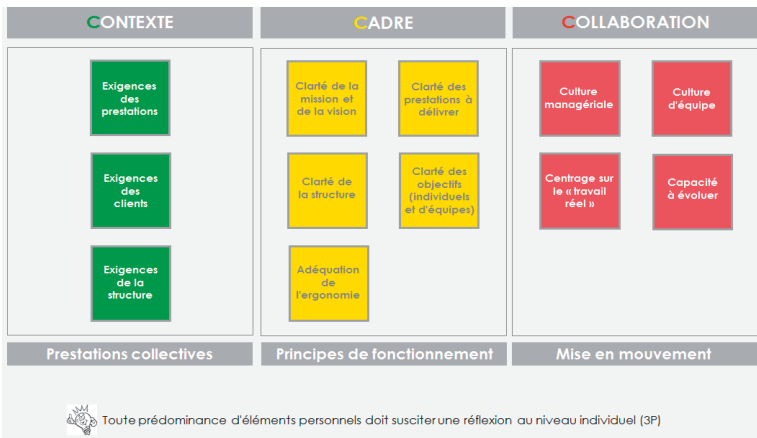 CONTEXTE
Exigences
des
prestations
Exigences
des
clients
Exigences
de la
structure
Prestations collectives
CADRE
Clarté de la
mission et
de la vision
Clarté des
prestations à
délivrer
Clarté de
la structure
Clarté des
objectifs
(individuels
et d'équipes)
Adéquation
de
l'ergonomie
Principes de fonctionnement
COLLABORATION
Culture
managériale
Culture
d'équipe
Centrage sur
le « travail
réel »
Capacité
à évoluer
Mise en mouvement
Toute prédominance d'éléments personnels doit susciter une réflexion au niveau individuel (3P)